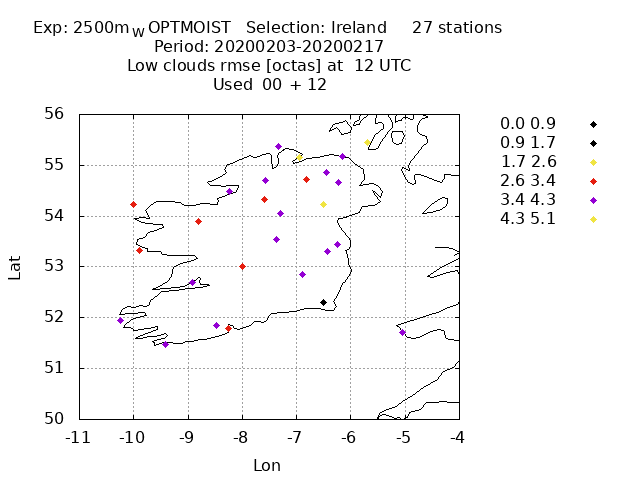 Exp: 2500m_W OPTMOIST Selection: Ireland 27 stations
Period: 20200203-20200217
Low clouds rmse [octas] at 12 UTC
Used 00 + 12
0.0 0.9
0.9 1.7
1.7 2.6
2.6 3.4
3.4 4.3
4.3 5.1
56
55
54
53
52
51
50
Lat
-11 -10 -9 -8 -7 -6 -5 -4
Lon